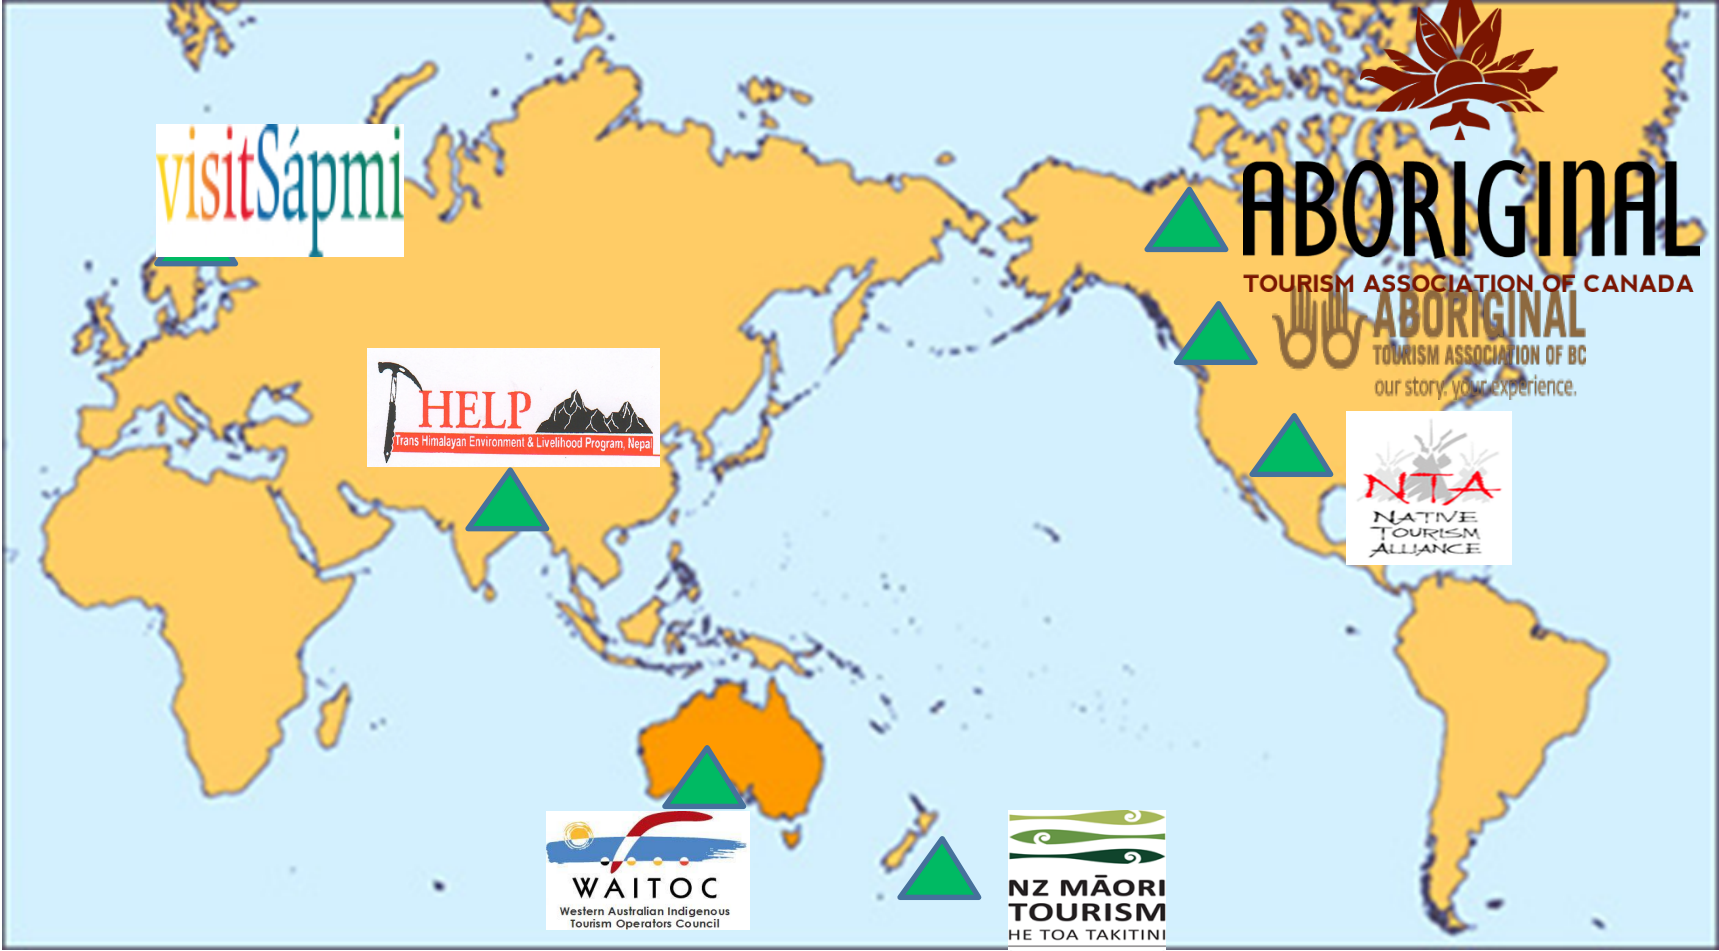 visitSápmi
ABORIGINAL
TOURISM ASSOCIATION OF CANADA
ABORIGINAL
TOURISM ASSOCIATION OF BC
our story. your experience.
HELP
Trans Himalayan Environment & Livelihood Program, Nepal
NTA
NATIVE
TOURISM
ALLIANCE
WAITOC
Western Australian Indigenous
Tourism Operators Council
NZ MĀORI
TOURISM
HE TOA TAKITINI